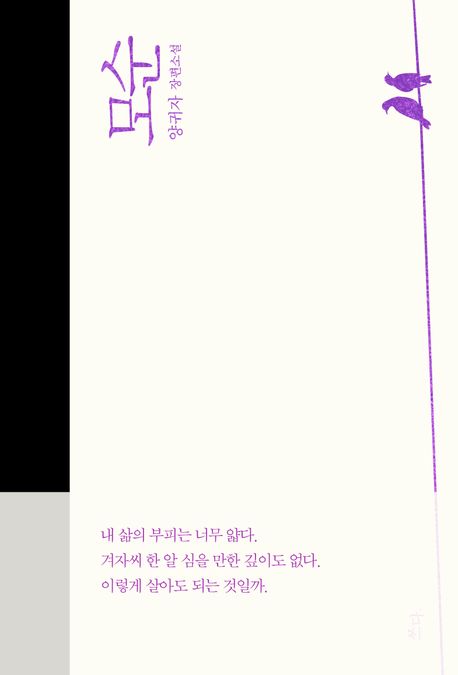 모순
양귀자 장편소설
내 삶의 부피는 너무 얇다.
겨자씨 한 알 심을 만한 깊이도 없다.
이렇게 살아도 되는 것일까.
쓰다.